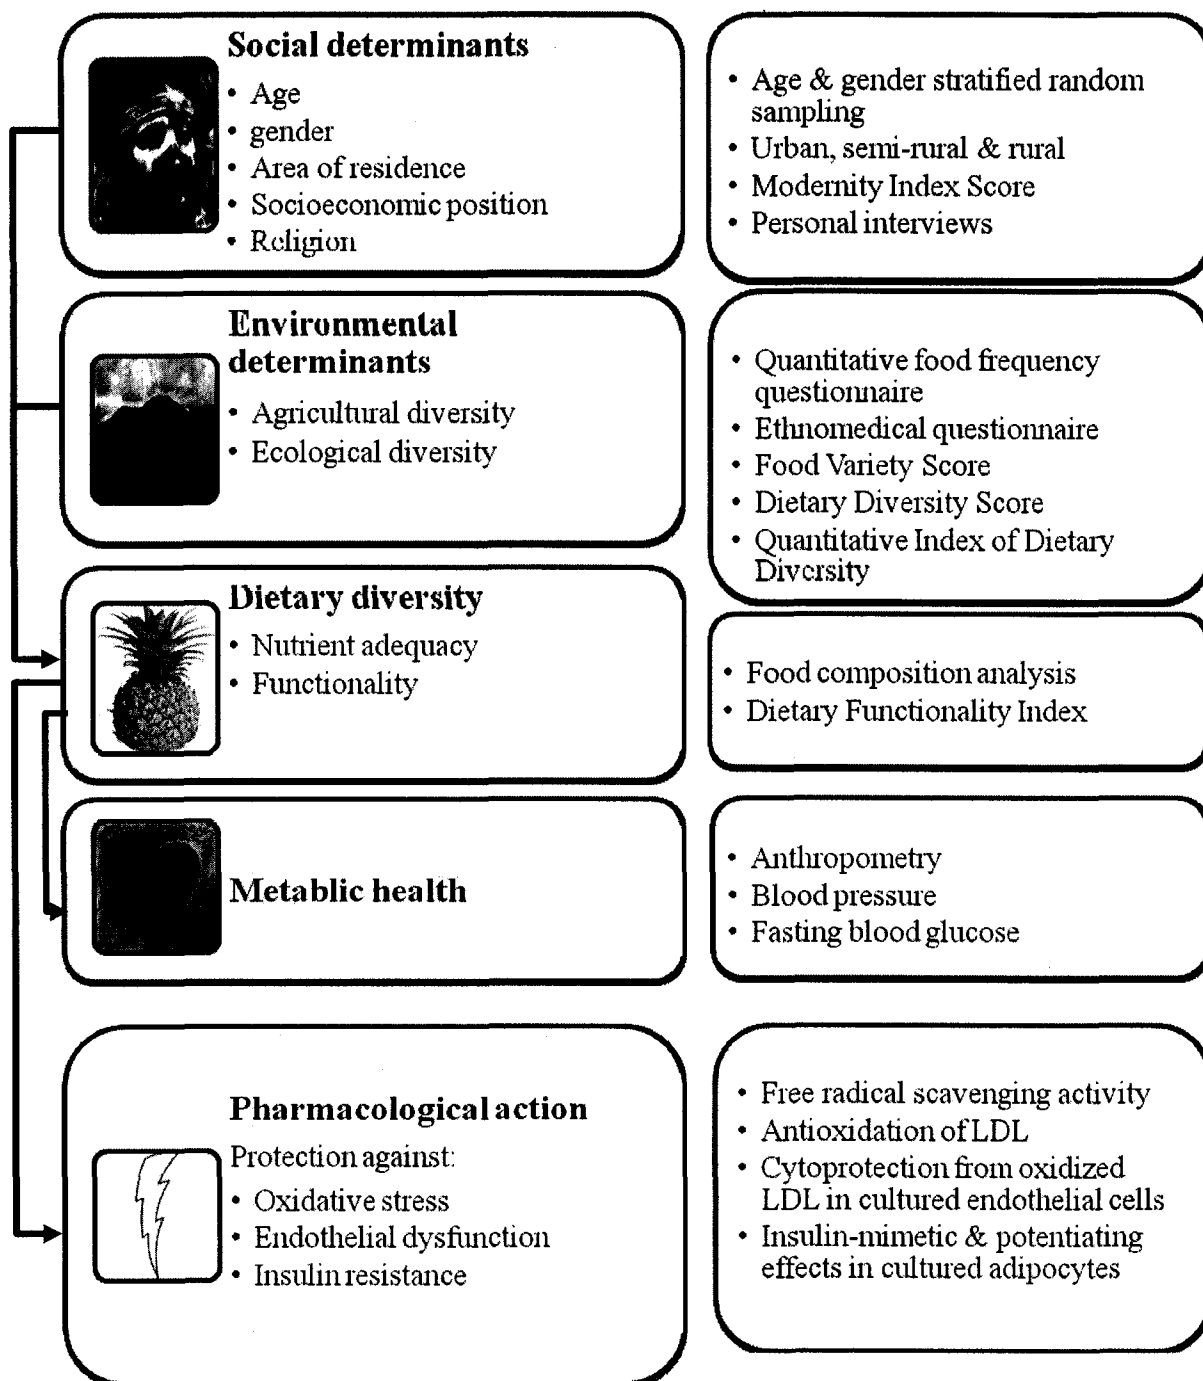 Social determinants
• Age
• gender
• Area of residence
• Socioeconomic position
• Religion
• Age & gender stratified random
sampling
• Urban, semi-rural & rural
• Modernity Index Score
• Personal interviews
Environmental
determinants
• Agricultural diversity
• Ecological diversity
• Quantitative food frequency
questionnaire
• Ethnomedical questionnaire
• Food Variety Score
• Dietary Diversity Score
• Quantitative Index of Dietary
Diversity
Dietary diversity
• Nutrient adequacy
• Functionality
• Food composition analysis
• Dietary Functionality Index
Metablic health
• Anthropometry
• Blood pressure
• Fasting blood glucose
Pharmacological action
Protection against:
• Oxidative stress
• Endothelial dysfunction
• Insulin resistance
• Free radical scavenging activity
• Antioxidation of LDL
• Cytoprotection from oxidized
LDL in cultured endothelial cells
• Insulin-mimetic & potentiating
effects in cultured adipocytes